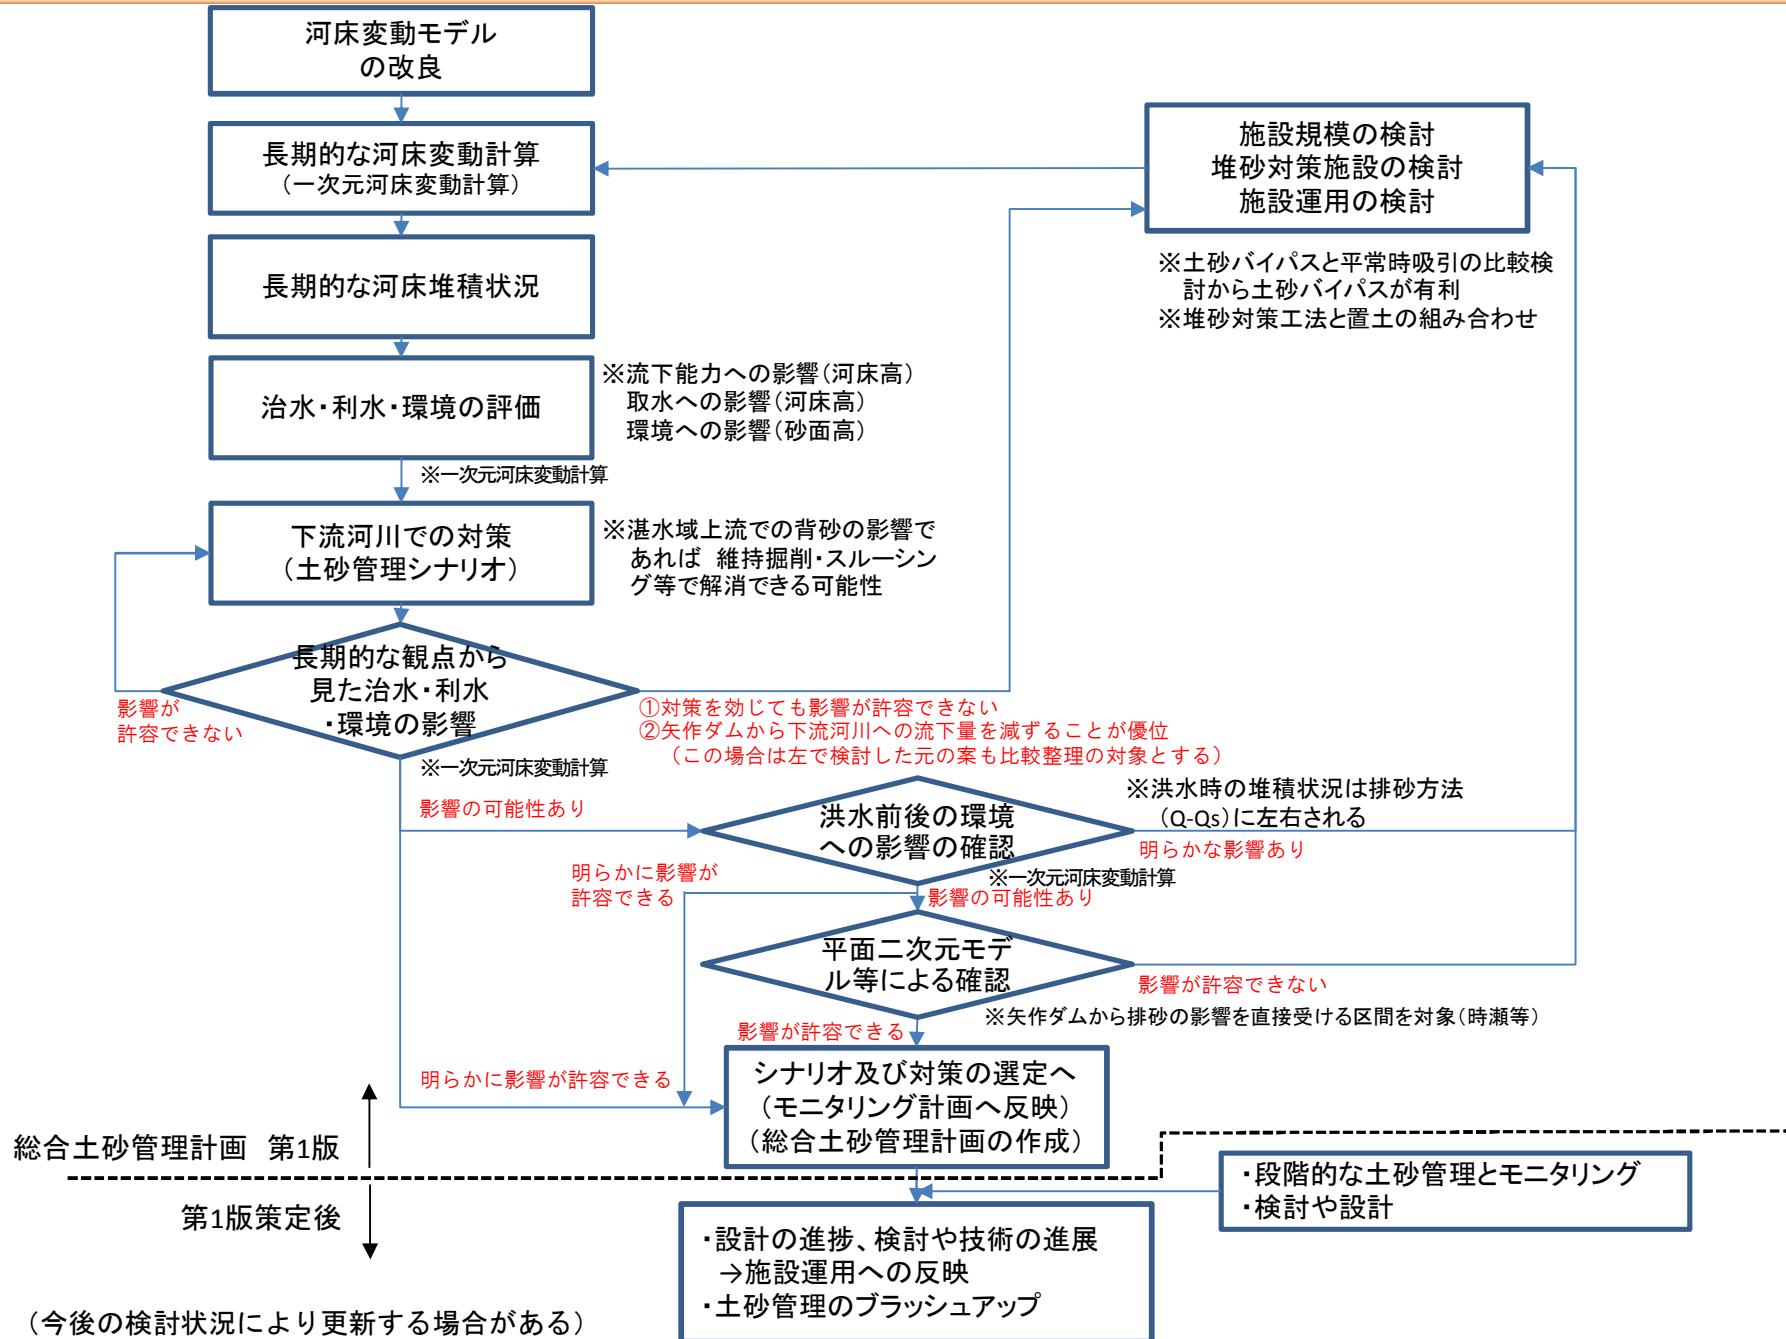 河床変動モデル
の改良
長期的な河床変動計算
（一次元河床変動計算）
施設規模の検討
堆砂対策施設の検討
施設運用の検討
長期的な河床堆積状況
※土砂バイパスと平常時吸引の比較検
討から土砂バイパスが有利
※堆砂対策工法と置土の組み合わせ
治水・利水・環境の評価
※流下能力への影響（河床高）
取水への影響（河床高）
環境への影響（砂面高）
※一次元河床変動計算
下流河川での対策
（土砂管理シナリオ）
※湛水域上流での背砂の影響で
あれば 維持掘削・スルーシン
グ等で解消できる可能性
長期的な観点から
見た治水・利水
・環境の影響
影響が
許容できない
①対策を効じても影響が許容できない
②矢作ダムから下流河川への流下量を減ずることが優位
（この場合は左で検討した元の案も比較整理の対象とする）
※一次元河床変動計算
影響の可能性あり
洪水前後の環境
への影響の確認
※洪水時の堆積状況は排砂方法
（Q-Qs）に左右される
明らかな影響あり
明らかに影響が
許容できる
※一次元河床変動計算
影響の可能性あり
平面二次元モデ
ル等による確認
影響が許容できない
※矢作ダムから排砂の影響を直接受ける区間を対象（時瀬等）
影響が許容できる
明らかに影響が許容できる
シナリオ及び対策の選定へ
（モニタリング計画へ反映）
（総合土砂管理計画の作成）
総合土砂管理計画 第1版
第1版策定後
・段階的な土砂管理とモニタリング
・検討や設計
・設計の進捗、検討や技術の進展
→施設運用への反映
・土砂管理のブラッシュアップ
（今後の検討状況により更新する場合がある）